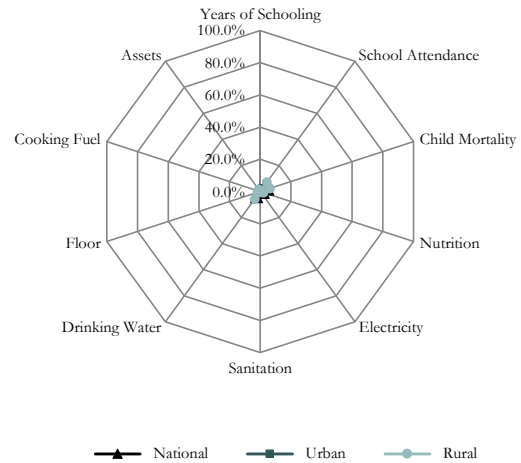 Years of Schooling
100.0%
Assets
School Attendance
80.0%
60.0%
40.0%
Cooking Fuel
Child Mortality
20.0%
0.0%
Floor
Nutrition
Drinking Water
Electricity
Sanitation
National Urban Rural